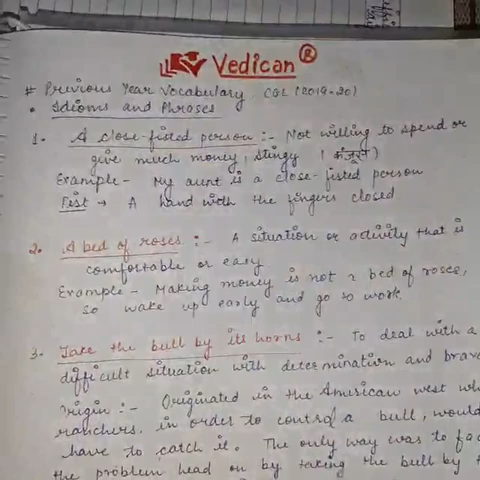 Vedican ®
# Previous Year Vocabulary CGL (2019-20)
• Idioms and Phrases
1. A close-fisted person :- Not willing to spend or
give much money, stingy (कंजूस)
Example - My aunt is a close-fisted person
Fist → A hand with the fingers closed
2. A bed of roses :- A situation or activity that is
comfortable or easy
Example - Making money is not a bed of roses,
so wake up early and go to work.
3. Take the bull by its horns :- To deal with a
difficult situation with determination and brave
Origin :- Originated in the American west wh
ranchers, in order to control a bull, would
have to catch it. The only way was to fac
the problem head on by taking the bull by